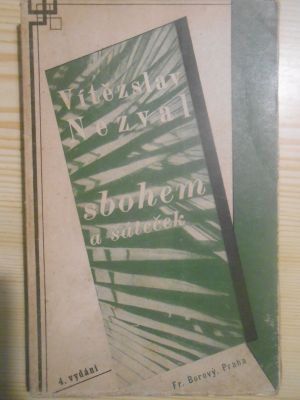 Vítězslav
Nezval
sbohem
a šáteček
4. vydání
Fr. Borový, Praha